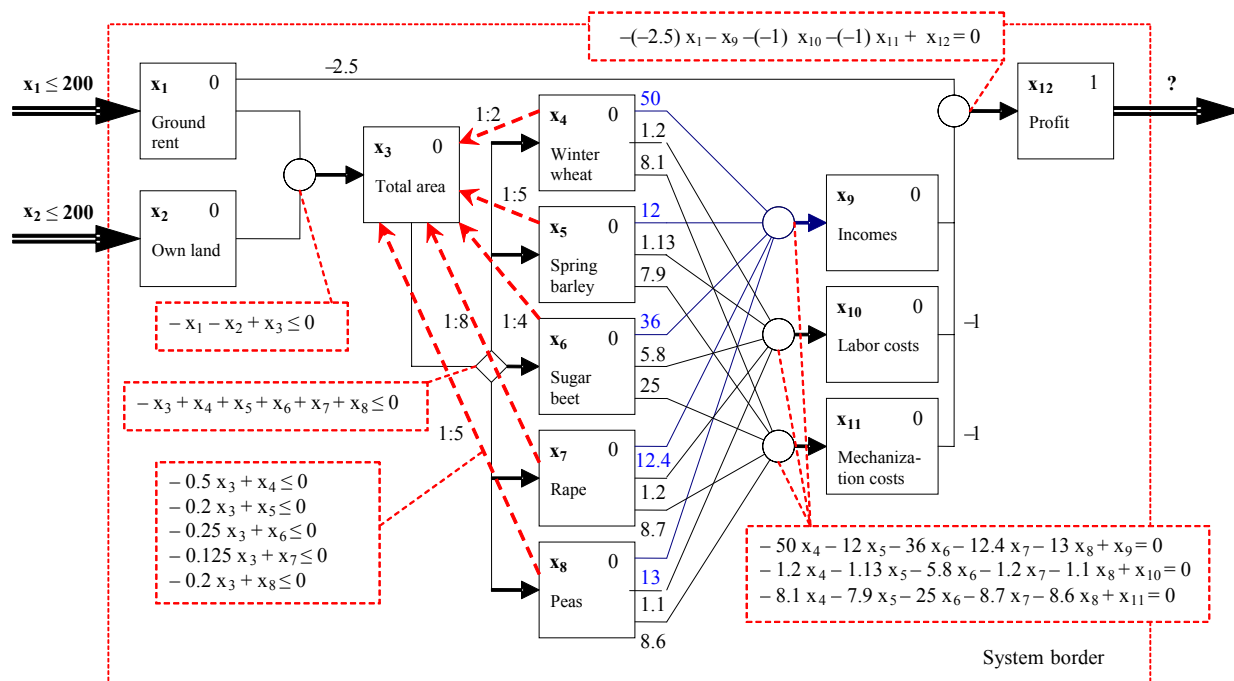 −(−2.5) x₁ − x₉ −(−1) x₁₀ −(−1) x₁₁ + x₁₂ = 0
x₁ ≤ 200
x₁ 0
Ground
rent
−2.5
x₁₂ 1
Profit
?
x₂ ≤ 200
x₂ 0
Own land
x₃ 0
Total area
1:2
1:5
1:8
1:4
1:5
x₄ 0
Winter
wheat
50
1.2
8.1
x₅ 0
Spring
barley
12
1.13
7.9
x₆ 0
Sugar
beet
36
5.8
25
x₇ 0
Rape
12.4
1.2
8.7
x₈ 0
Peas
13
1.1
8.6
x₉ 0
Incomes
x₁₀ 0
Labor costs
−1
x₁₁ 0
Mechaniza-
tion costs
−1
− x₁ − x₂ + x₃ ≤ 0
− x₃ + x₄ + x₅ + x₆ + x₇ + x₈ ≤ 0
− 0.5 x₃ + x₄ ≤ 0
− 0.2 x₃ + x₅ ≤ 0
− 0.25 x₃ + x₆ ≤ 0
− 0.125 x₃ + x₇ ≤ 0
− 0.2 x₃ + x₈ ≤ 0
− 50 x₄ − 12 x₅ − 36 x₆ − 12.4 x₇ − 13 x₈ + x₉ = 0
− 1.2 x₄ − 1.13 x₅ − 5.8 x₆ − 1.2 x₇ − 1.1 x₈ + x₁₀ = 0
− 8.1 x₄ − 7.9 x₅ − 25 x₆ − 8.7 x₇ − 8.6 x₈ + x₁₁ = 0
System border